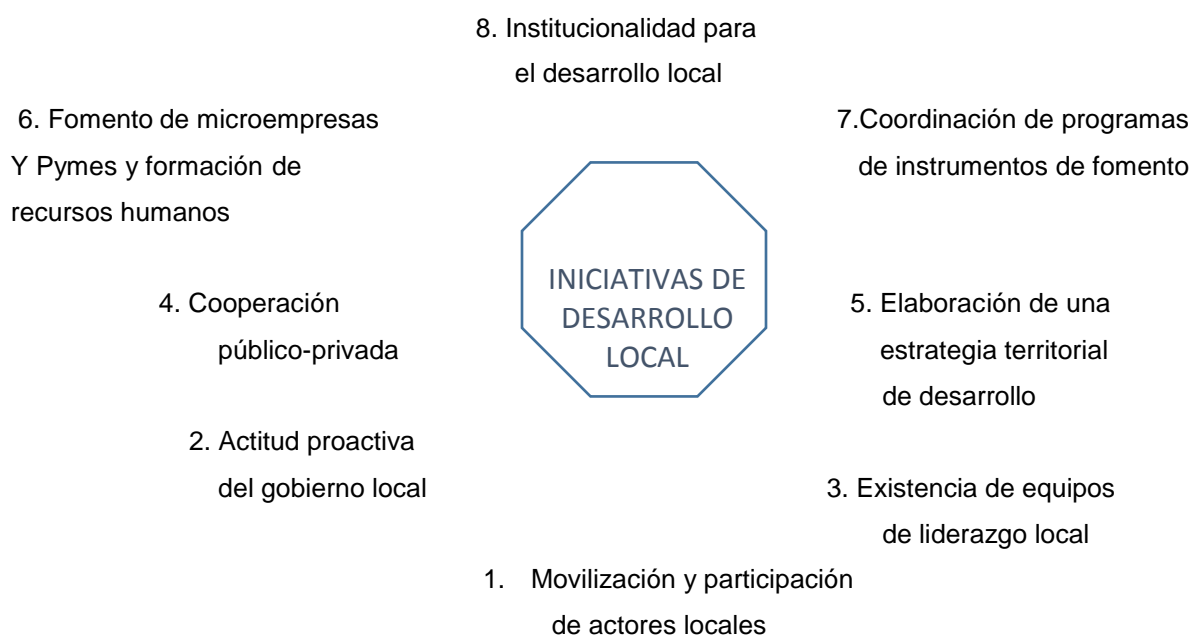 8. Institucionalidad para
el desarrollo local
6. Fomento de microempresas
Y Pymes y formación de
recursos humanos
7.Coordinación de programas
de instrumentos de fomento
INICIATIVAS DE
DESARROLLO
LOCAL
4. Cooperación
público-privada
5. Elaboración de una
estrategia territorial
de desarrollo
2. Actitud proactiva
del gobierno local
3. Existencia de equipos
de liderazgo local
1. Movilización y participación
de actores locales